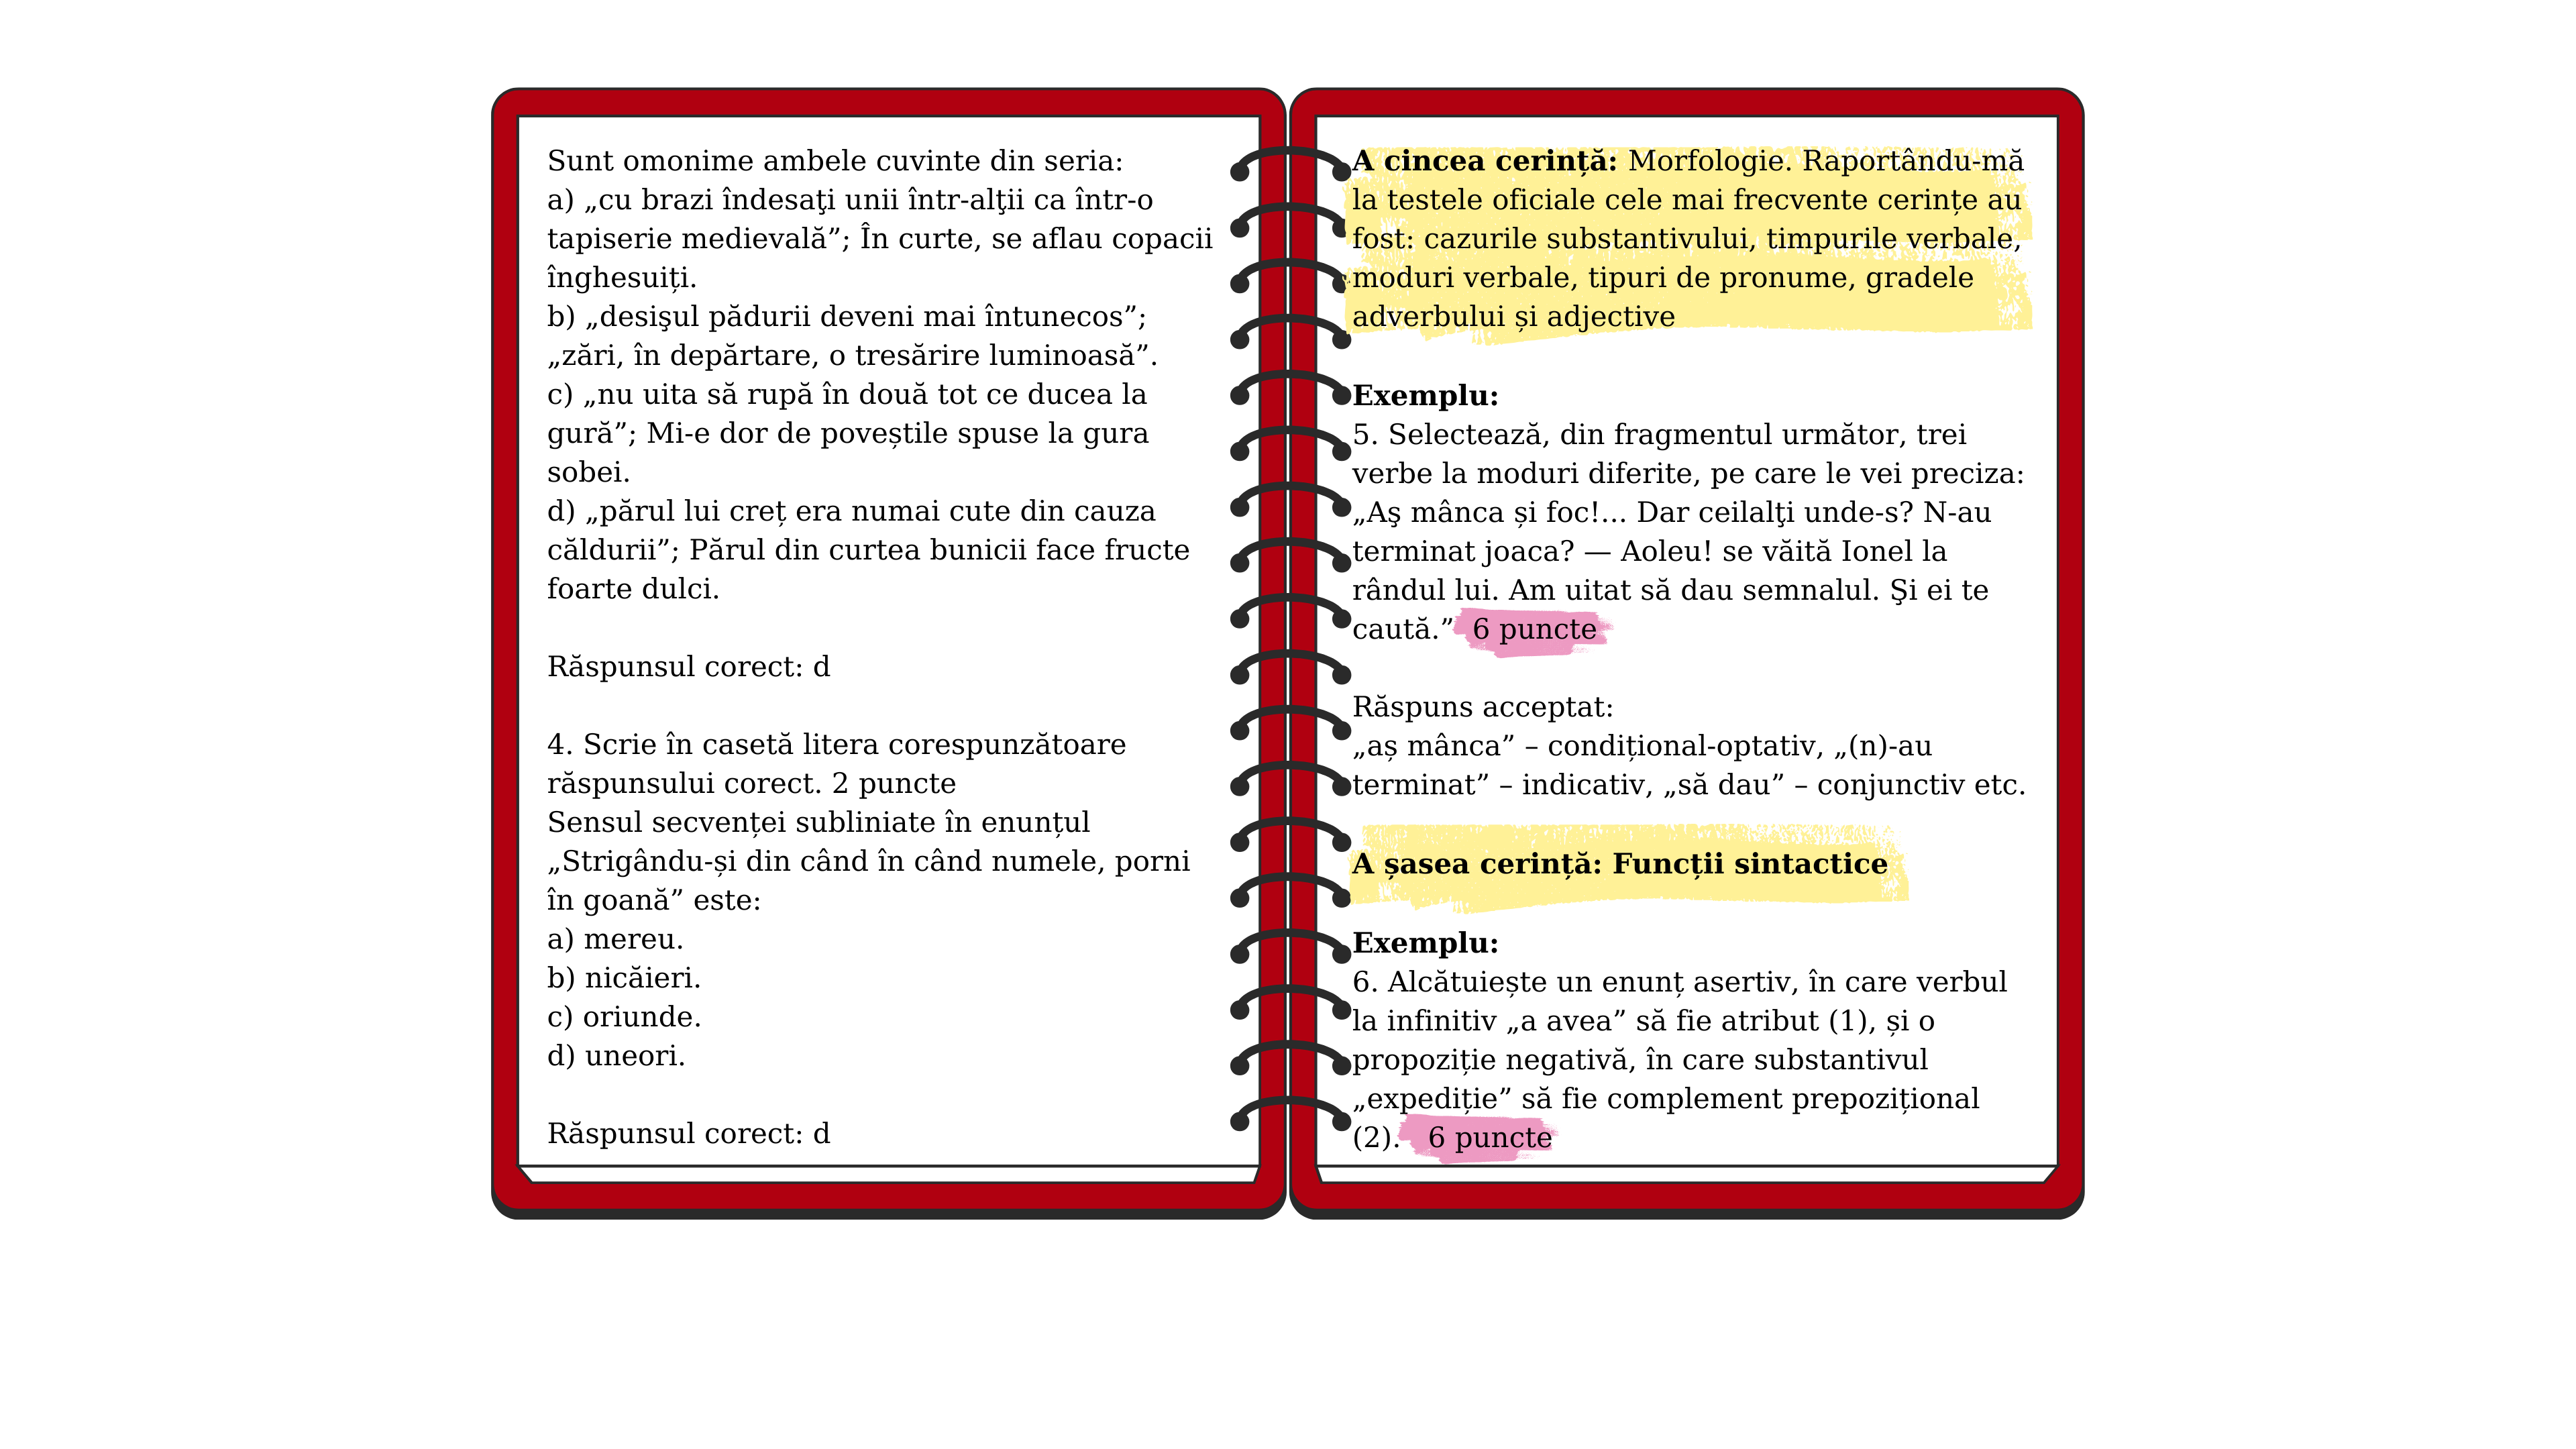 Sunt omonime ambele cuvinte din seria:
a) „cu brazi îndesaţi unii într-alţii ca într-o
tapiserie medievală”; În curte, se aflau copacii
înghesuiți.
b) „desişul pădurii deveni mai întunecos”;
„zări, în depărtare, o tresărire luminoasă”.
c) „nu uita să rupă în două tot ce ducea la
gură”; Mi-e dor de poveștile spuse la gura
sobei.
d) „părul lui creț era numai cute din cauza
căldurii”; Părul din curtea bunicii face fructe
foarte dulci.
Răspunsul corect: d
4. Scrie în casetă litera corespunzătoare
răspunsului corect. 2 puncte
Sensul secvenței subliniate în enunțul
„Strigându-și din când în când numele, porni
în goană” este:
a) mereu.
b) nicăieri.
c) oriunde.
d) uneori.
Răspunsul corect: d
A cincea cerință: Morfologie. Raportându-mă
la testele oficiale cele mai frecvente cerințe au
fost: cazurile substantivului, timpurile verbale,
moduri verbale, tipuri de pronume, gradele
adverbului și adjective
Exemplu:
5. Selectează, din fragmentul următor, trei
verbe la moduri diferite, pe care le vei preciza:
„Aş mânca și foc!... Dar ceilalţi unde-s? N-au
terminat joaca? — Aoleu! se văită Ionel la
rândul lui. Am uitat să dau semnalul. Şi ei te
caută.” 6 puncte
Răspuns acceptat:
„aș mânca” – condițional-optativ, „(n)-au
terminat” – indicativ, „să dau” – conjunctiv etc.
A șasea cerință: Funcții sintactice
Exemplu:
6. Alcătuiește un enunț asertiv, în care verbul
la infinitiv „a avea” să fie atribut (1), și o
propoziție negativă, în care substantivul
„expediție” să fie complement prepozițional
(2). 6 puncte